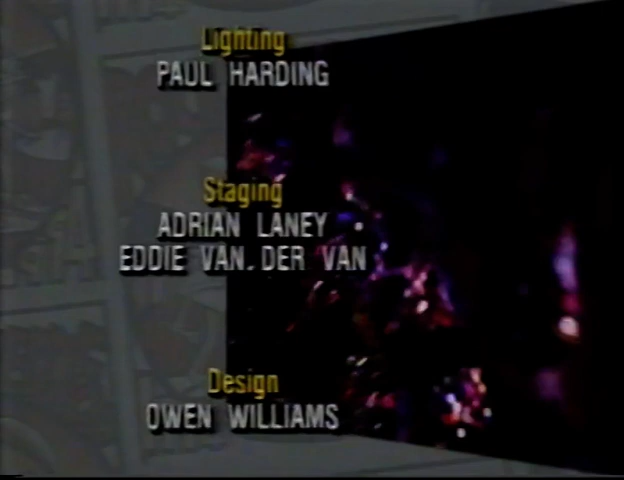 Lighting
PAUL HARDING
Staging
ADRIAN LANEY
EDDIE VAN.DER VAN
Design
OWEN WILLIAMS